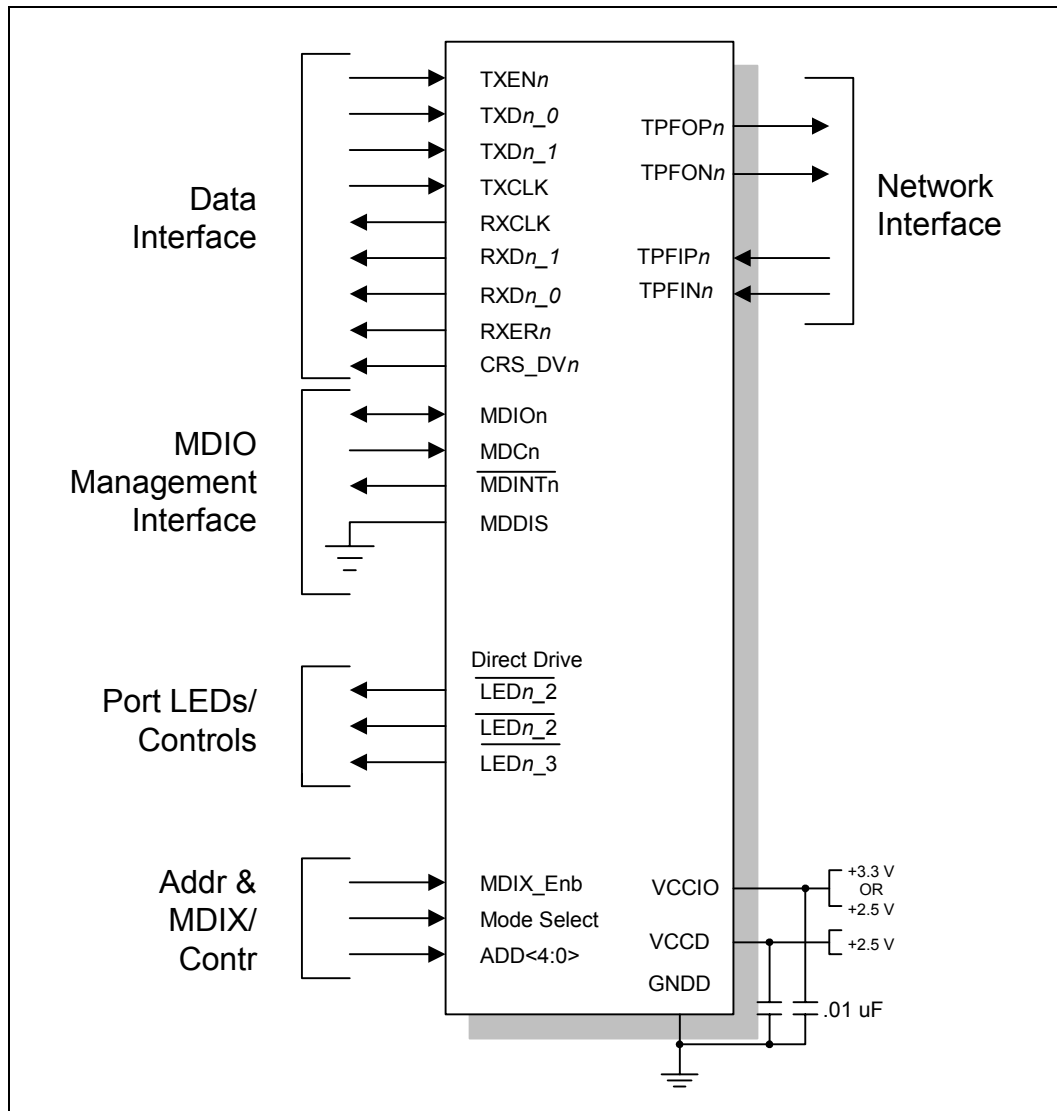 Data
Interface
TXENn
TXDn_0
TXDn_1
TXCLK
RXCLK
RXDn_1
RXDn_0
RXERn
CRS_DVn
MDIO
Management
Interface
MDIOn
MDCn
MDINTn
MDDIS
Port LEDs/
Controls
Direct Drive
LEDn_2
LEDn_2
LEDn_3
Addr &
MDIX/
Contr
MDIX_Enb
Mode Select
ADD<4:0>
TPFOPn
TPFONn
TPFIPn
TPFINn
Network
Interface
VCCIO
+3.3 V
OR
+2.5 V
VCCD
+2.5 V
GNDD
.01 uF